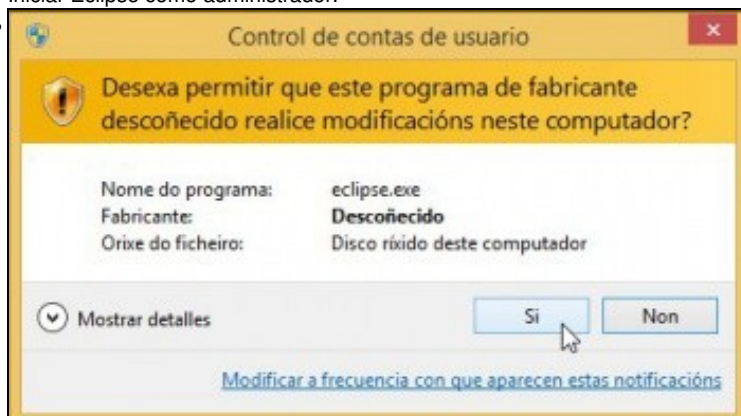 iniciar Eclipse como administrador.
Control de contas de usuario
Desexa permitir que este programa de fabricante
descoñecido realice modificacións neste computador?
Nome do programa: eclipse.exe
Fabricante: Descoñecido
Orixe do ficheiro: Disco ríxido deste computador
Mostrar detalles
Si
Non
Modificar a frecuencia con que aparecen estas notificacións